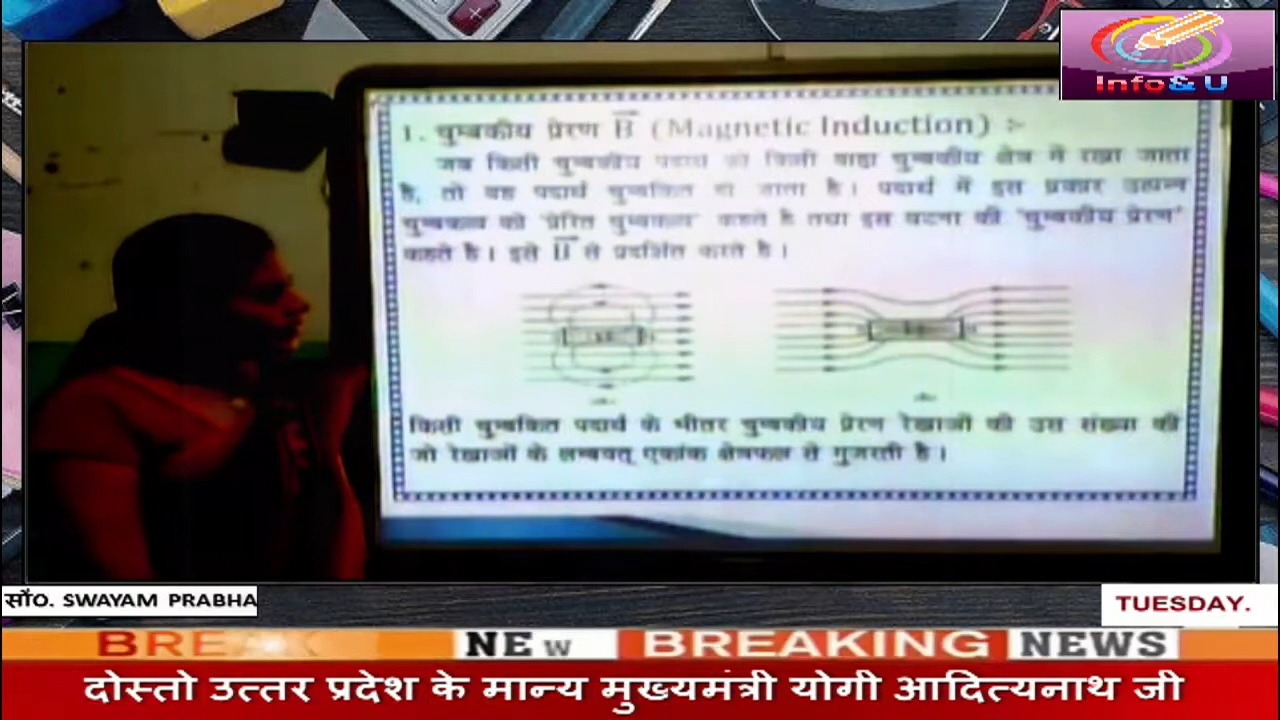 Info & U
1. चुम्बकीय प्रेरण B (Magnetic Induction) :-
जब किसी चुम्बकीय पदार्थ को किसी बाह्य चुम्बकीय क्षेत्र में रखा जाता
है, तो वह पदार्थ चुम्बकित हो जाता है। पदार्थ में इस प्रकार उत्पन्न
चुम्बकत्व को 'प्रेरित चुम्बकत्व' कहते है तथा इस घटना की 'चुम्बकीय प्रेरण'
कहते है। इसे B से प्रदर्शित करते है।
किसी चुम्बकित पदार्थ के भीतर चुम्बकीय प्रेरण रेखाओं की उस संख्या की
जो रेखाओं के लम्बवत् एकांक क्षेत्रफल से गुजरती है।
सौ0. SWAYAM PRABHA
TUESDAY.
BREAK NEW BREAKING NEWS
दोस्तो उत्तर प्रदेश के मान्य मुख्यमंत्री योगी आदित्यनाथ जी